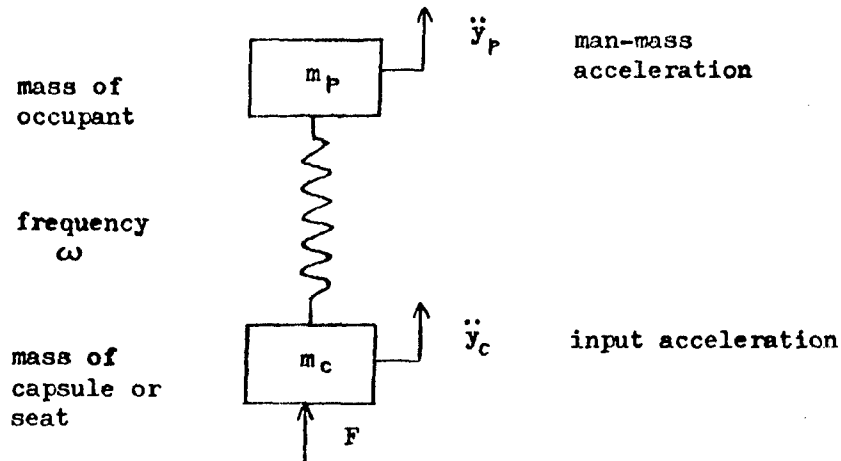 ÿ_p
man-mass
acceleration
m_p
mass of
occupant
frequency
ω
ÿ_c
input acceleration
m_c
mass of
capsule or
seat
F